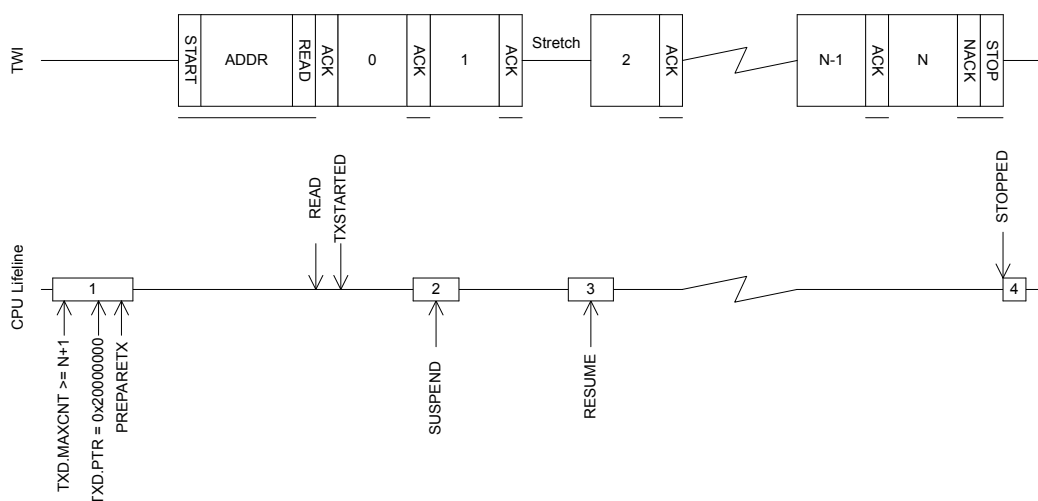 TWI
START
ADDR
READ
ACK
0
ACK
1
ACK
Stretch
2
ACK
N-1
ACK
N
NACK
STOP
CPU Lifeline
READ
TXSTARTED
STOPPED
1
2
3
4
TXD.MAXCNT >= N+1
TXD.PTR = 0x20000000
PREPARETX
SUSPEND
RESUME